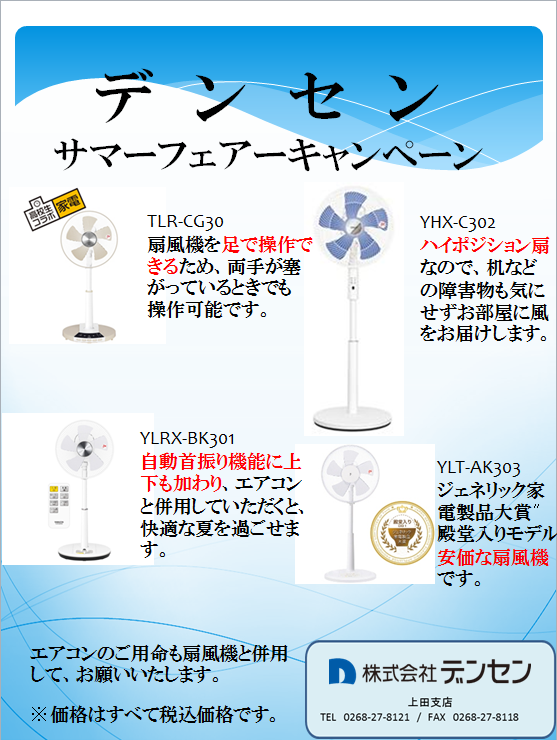 デンセン
サマーフェアーキャンペーン
高校生
コラボ
家電
TLR-CG30
扇風機を足で操作で
きるため、両手が塞
がっているときでも
操作可能です。
YHX-C302
ハイポジション扇
なので、机など
の障害物も気に
せずお部屋に風
をお届けします。
YLRX-BK301
自動首振り機能に上
下も加わり、エアコン
と併用していただくと、
快適な夏を過ごせま
す。
YLT-AK303
ジェネリック家
電製品大賞”
殿堂入りモデル
安価な扇風機
です。
殿堂入り
エアコンのご用命も扇風機と併用
して、お願いいたします。
※価格はすべて税込価格です。
株式会社デンセン
上田支店
TEL 0268-27-8121 / FAX 0268-27-8118